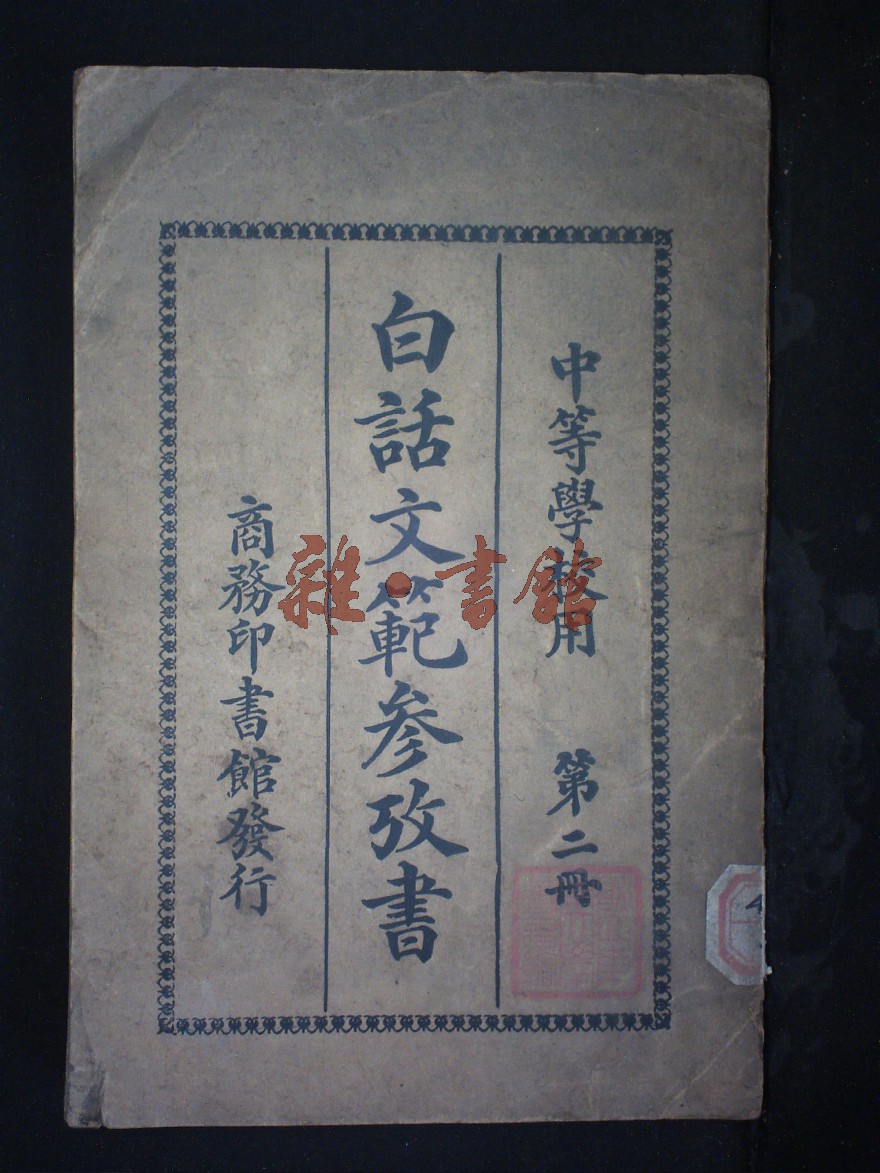 中等學校用 第二冊
白話文範參攷書
商務印書館發行
雜·書館
4